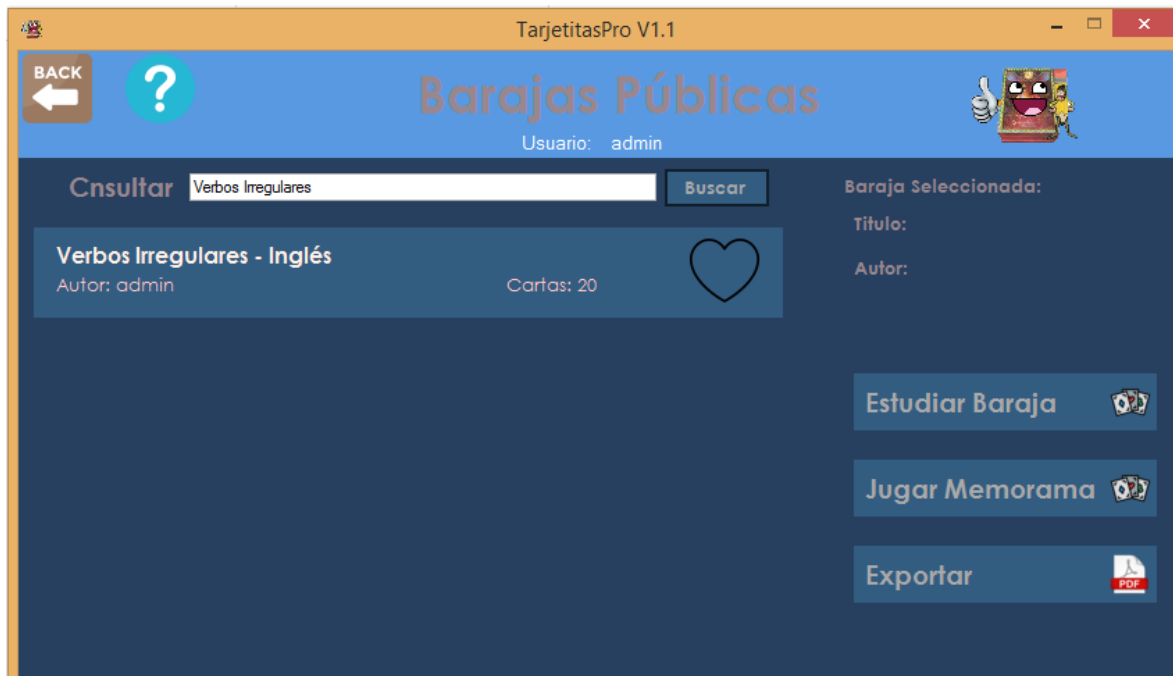 TarjetitasPro V1.1
BACK
?
Barajas Públicas
Usuario: admin
Cnsultar Verbos Irregulares Buscar
Baraja Seleccionada:
Titulo:
Autor:
Verbos Irregulares - Inglés
Autor: admin Cartas: 20
Estudiar Baraja
Jugar Memorama
Exportar
PDF